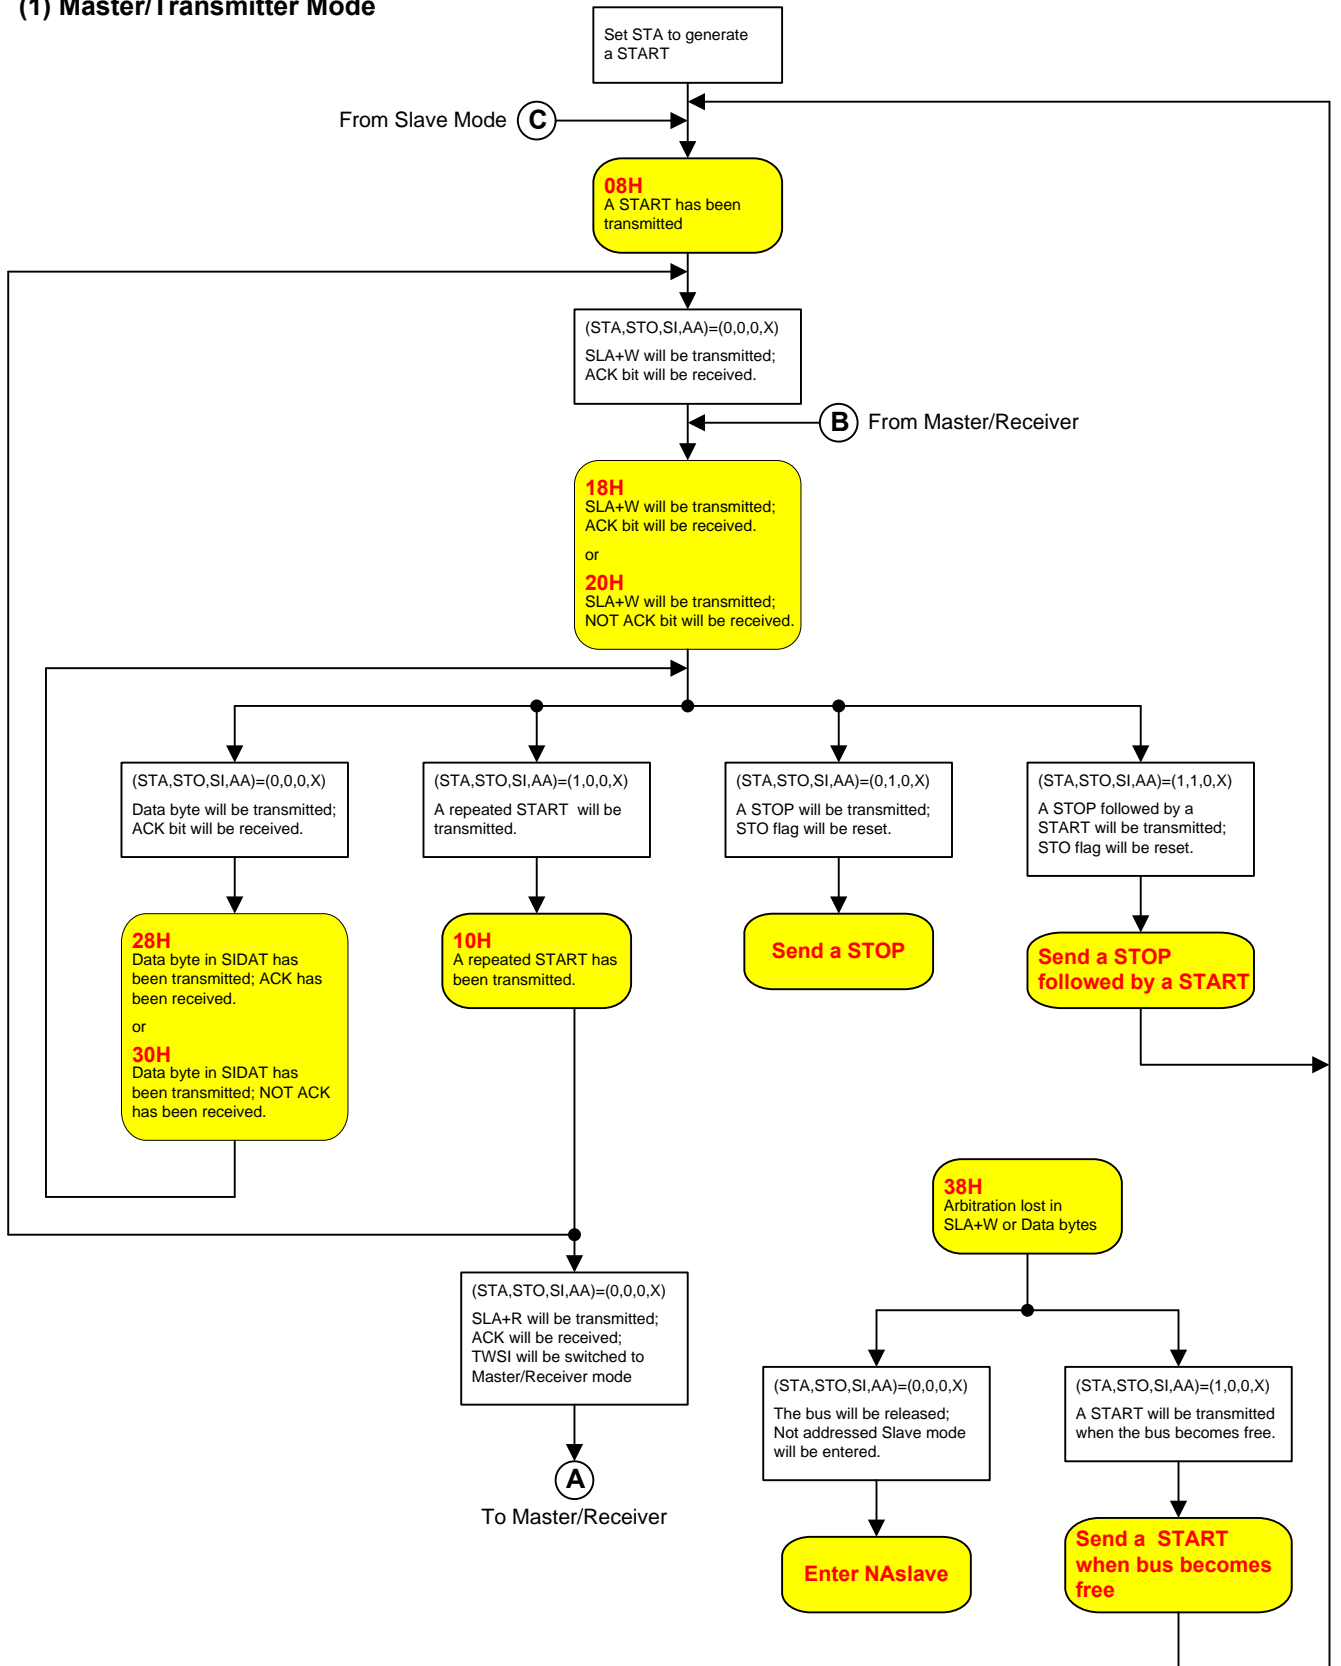 (1) Master/Transmitter Mode
Set STA to generate
a START
From Slave Mode
C
08H
A START has been
transmitted
(STA,STO,SI,AA)=(0,0,0,X)
SLA+W will be transmitted;
ACK bit will be received.
B
From Master/Receiver
18H
SLA+W will be transmitted;
ACK bit will be received.
or
20H
SLA+W will be transmitted;
NOT ACK bit will be received.
(STA,STO,SI,AA)=(0,0,0,X)
Data byte will be transmitted;
ACK bit will be received.
(STA,STO,SI,AA)=(1,0,0,X)
A repeated START will be
transmitted.
(STA,STO,SI,AA)=(0,1,0,X)
A STOP will be transmitted;
STO flag will be reset.
(STA,STO,SI,AA)=(1,1,0,X)
A STOP followed by a
START will be transmitted;
STO flag will be reset.
28H
Data byte in SIDAT has
been transmitted; ACK has
been received.
or
30H
Data byte in SIDAT has
been transmitted; NOT ACK
has been received.
10H
A repeated START has
been transmitted.
Send a STOP
Send a STOP
followed by a START
38H
Arbitration lost in
SLA+W or Data bytes
(STA,STO,SI,AA)=(0,0,0,X)
SLA+R will be transmitted;
ACK will be received;
TWSI will be switched to
Master/Receiver mode
A
To Master/Receiver
(STA,STO,SI,AA)=(0,0,0,X)
The bus will be released;
Not addressed Slave mode
will be entered.
(STA,STO,SI,AA)=(1,0,0,X)
A START will be transmitted
when the bus becomes free.
Enter NAslave
Send a START
when bus becomes
free